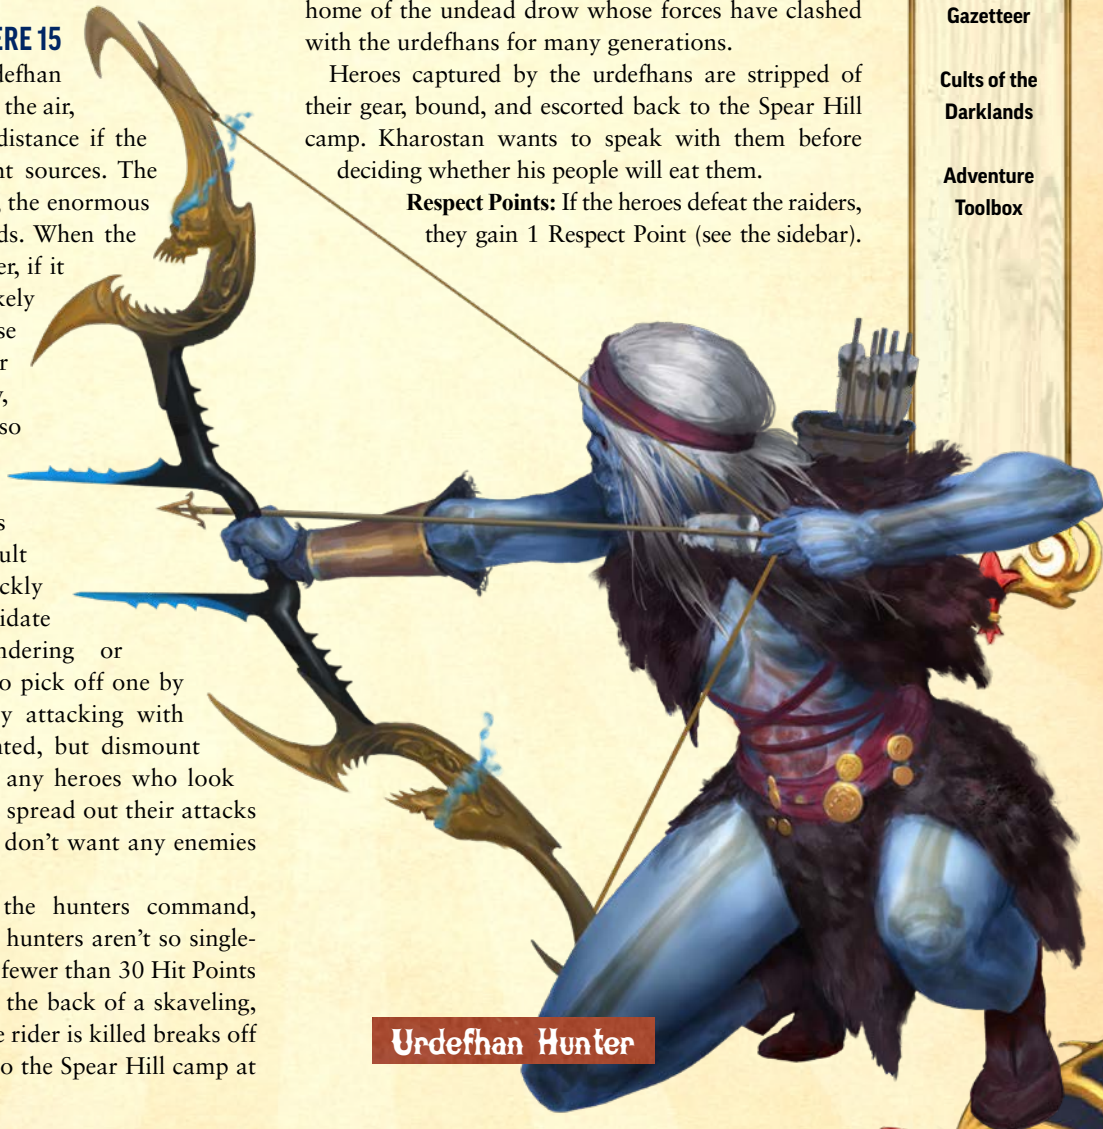 ERE 15
defhan
the air,
distance if the
nt sources. The
, the enormous
ds. When the
er, if it
kely
se
r
y,
so
s
ult
ckly
idate
ndering or
o pick off one by
y attacking with
nted, but dismount
any heroes who look
spread out their attacks
don’t want any enemies
the hunters command,
hunters aren't so single-
fewer than 30 Hit Points
the back of a skaveling,
e rider is killed breaks off
o the Spear Hill camp at
home of the undead drow whose forces have clashed
with the urdefhans for many generations.
Heroes captured by the urdefhans are stripped of
their gear, bound, and escorted back to the Spear Hill
camp. Kharostan wants to speak with them before
deciding whether his people will eat them.
Respect Points: If the heroes defeat the raiders,
they gain 1 Respect Point (see the sidebar).
Urdefhan Hunter
Gazetteer
Cults of the
Darklands
Adventure
Toolbox